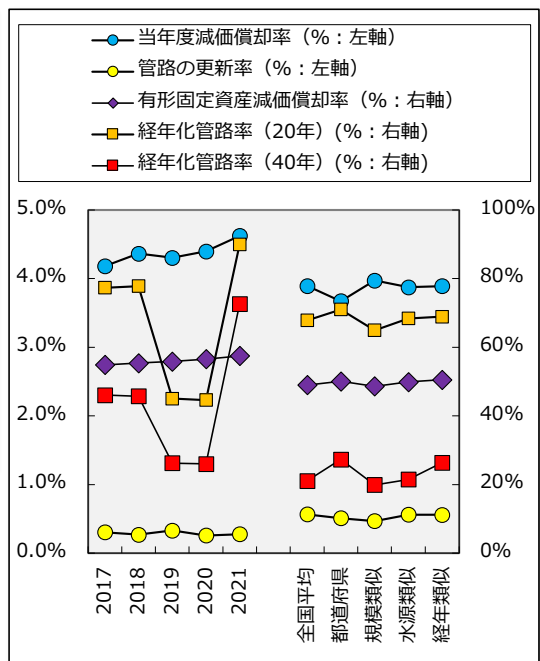 当年度減価償却率（%：左軸）
管路の更新率（%：左軸）
有形固定資産減価償却率（%：右軸）
経年化管路率（20年）(%：右軸)
経年化管路率（40年）(%：右軸)
5.0% 100%
4.0% 80%
3.0% 60%
2.0% 40%
1.0% 20%
0.0% 0%
2017
2018
2019
2020
2021
全国平均
都道府県
規模類似
水源類似
経年類似